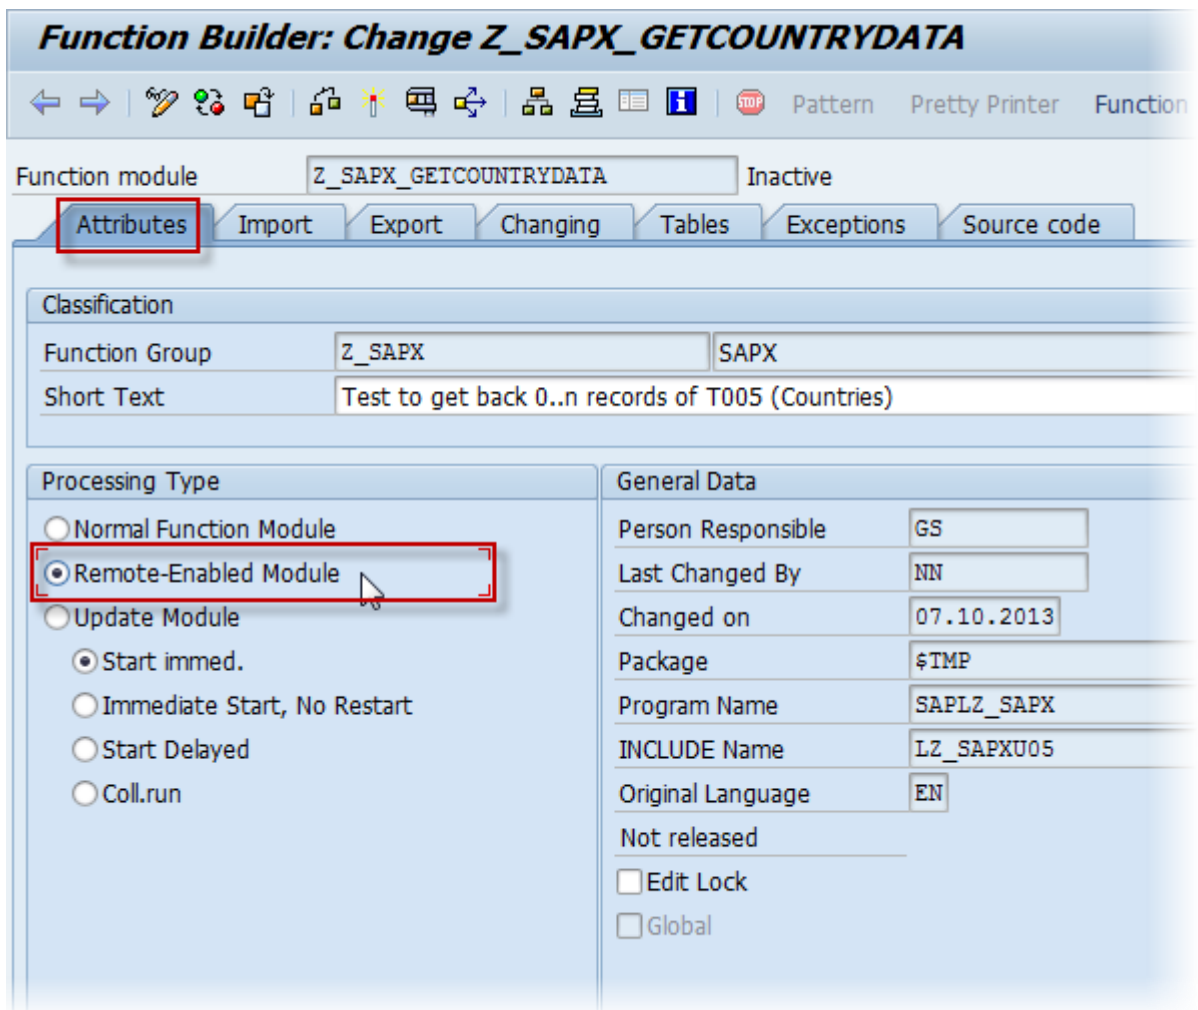 Function Builder: Change Z_SAPX_GETCOUNTRYDATA
STOP Pattern Pretty Printer Function
Function module Z_SAPX_GETCOUNTRYDATA Inactive
Attributes Import Export Changing Tables Exceptions Source code
Classification
Function Group Z_SAPX SAPX
Short Text Test to get back 0..n records of T005 (Countries)
Processing Type
Normal Function Module
Remote-Enabled Module
Update Module
Start immed.
Immediate Start, No Restart
Start Delayed
Coll.run
General Data
Person Responsible GS
Last Changed By NN
Changed on 07.10.2013
Package $TMP
Program Name SAPLZ_SAPX
INCLUDE Name LZ_SAPXU05
Original Language EN
Not released
Edit Lock
Global